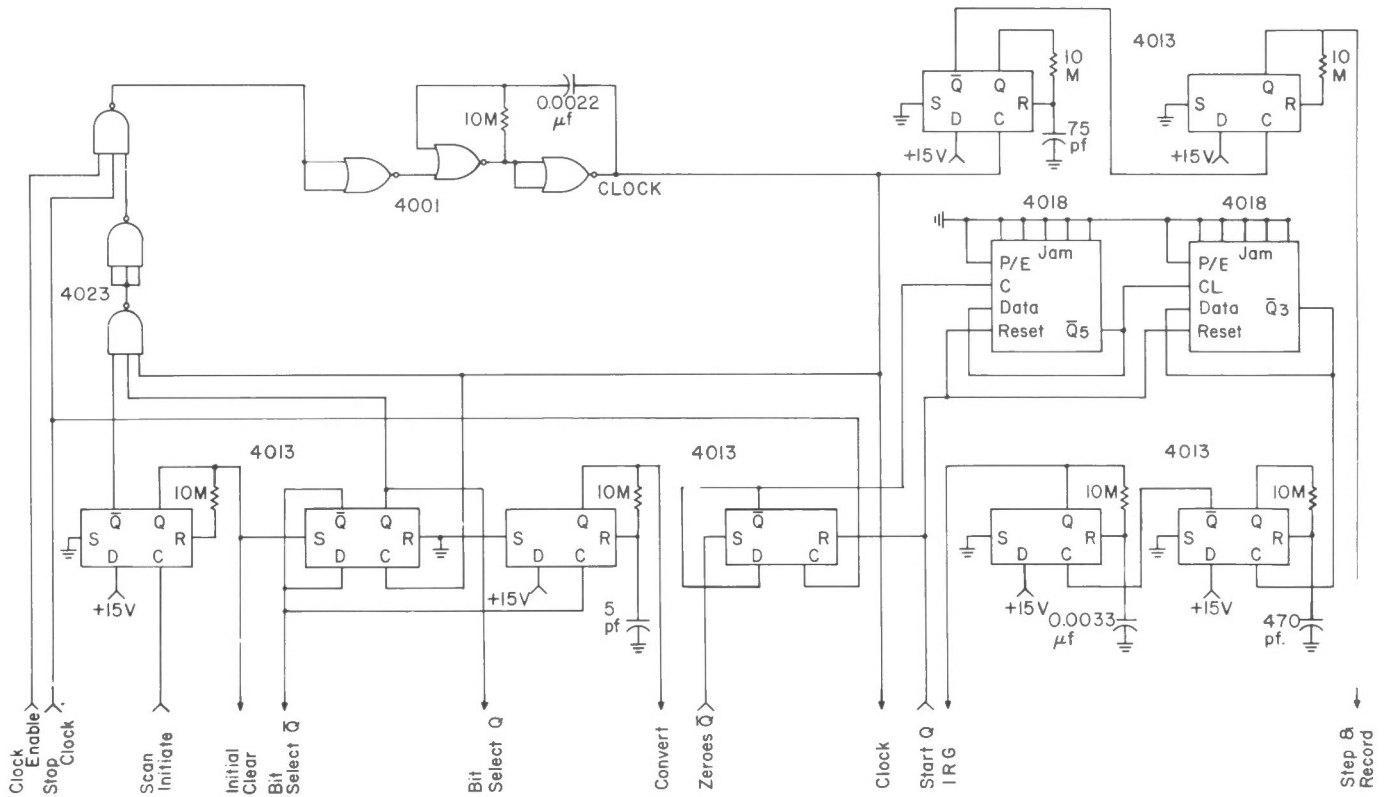 4013
Q̅ Q
S R
D C
10
M
75
pf
+15V
Q
S R
D C
10
M
+15V
0.0022
μf
10M
CLOCK
4001
4018
Jam
P/E
C
Data
Reset Q̅5
4018
Jam
P/E
CL
Data Q̅3
Reset
4023
4013
10M
Q̅ Q
S R
D C
+15V
Q̅ Q
S R
D C
4013
10M
Q
S R
D C
+15V
5
pf
Q̅
S R
D C
4013
10M
Q
S R
D C
+15V
0.0033
μf
10M
Q̅ Q
S R
D C
+15V
470
pf.
Clock
Enable
Stop
Clock
Scan
Initiate
Initial
Clear
Bit
Select Q̅
Bit
Select Q
Convert
Zeroes Q̅
Clock
Start Q
IRG
Step &
Record